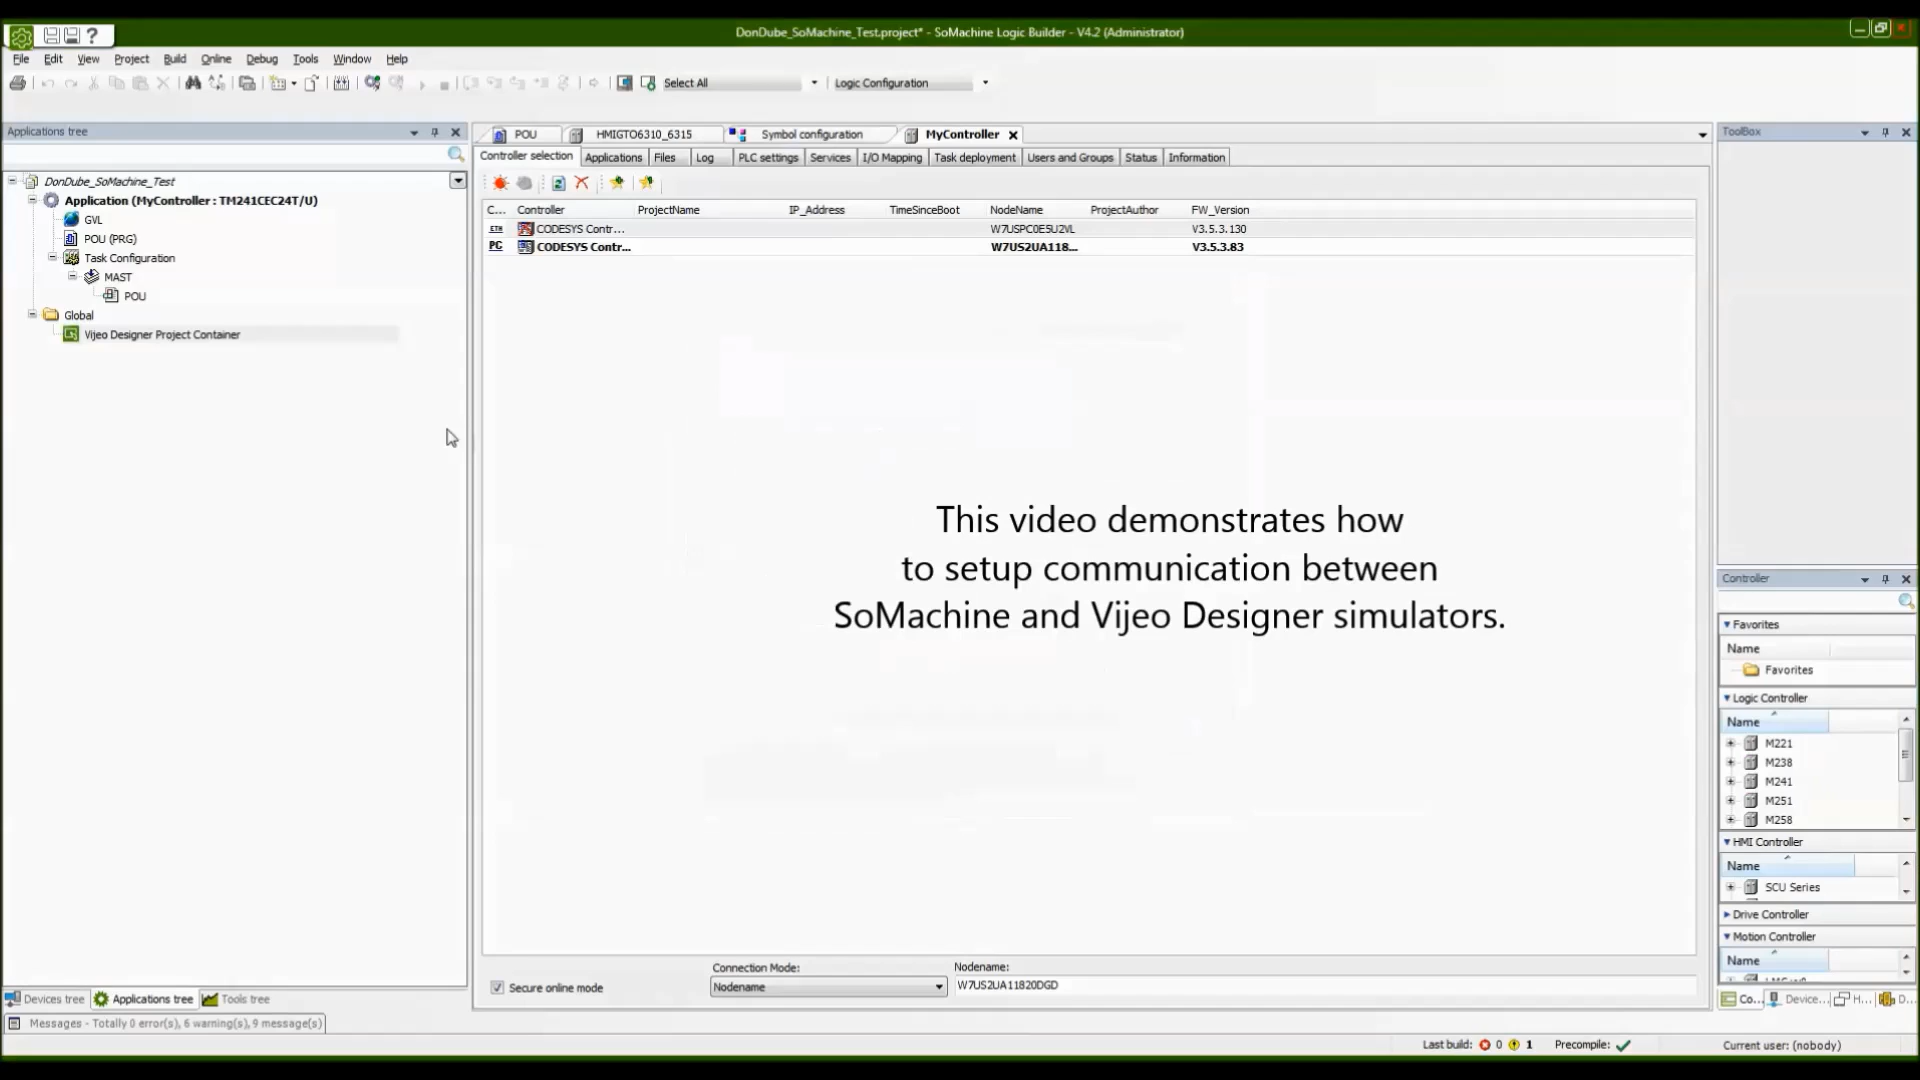 DonDube_SoMachine_Test.project* - SoMachine Logic Builder - V4.2 (Administrator)
File Edit View Project Build Online Debug Tools Window Help
Select All
Logic Configuration
Applications tree
DonDube_SoMachine_Test
Application (MyController : TM241CEC24T/U)
GVL
POU (PRG)
Task Configuration
MAST
POU
Global
Vijeo Designer Project Container
Devices tree Applications tree Tools tree
Messages - Totally 0 error(s), 6 warning(s), 9 message(s)
POU HMIGTO6310_6315 Symbol configuration MyController
Controller selection Applications Files Log PLC settings Services I/O Mapping Task deployment Users and Groups Status Information
C... Controller ProjectName IP_Address TimeSinceBoot NodeName ProjectAuthor FW_Version
ETH CODESYS Contr... W7USPC0E5U2VL V3.5.3.130
PC CODESYS Contr... W7US2UA118... V3.5.3.83
This video demonstrates how
to setup communication between
SoMachine and Vijeo Designer simulators.
Secure online mode
Connection Mode:
Nodename
Nodename:
W7US2UA11820DGD
ToolBox
Controller
Favorites
Name
Favorites
Logic Controller
Name
M221
M238
M241
M251
M258
HMI Controller
Name
SCU Series
Drive Controller
Motion Controller
Name
Co... Device... H... D...
Last build: 0 1 Precompile: Current user: (nobody)